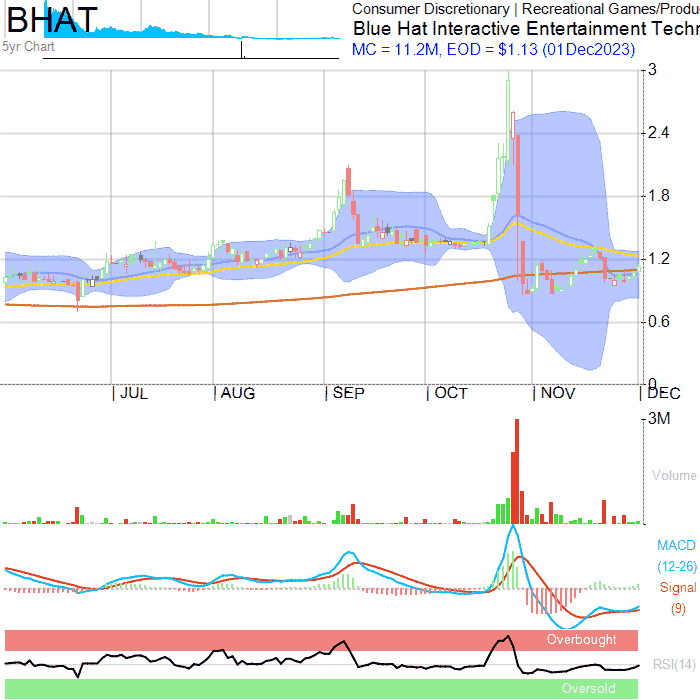 BHAT
Consumer Discretionary | Recreational Games/Produ
Blue Hat Interactive Entertainment Techn
5yr Chart
MC = 11.2M, EOD = $1.13 (01Dec2023)
3
2.4
1.8
1.2
0.6
0
JUL AUG SEP OCT NOV DEC
3M
Volume
MACD
(12-26)
Signal
(9)
Overbought
RSI(14)
Oversold